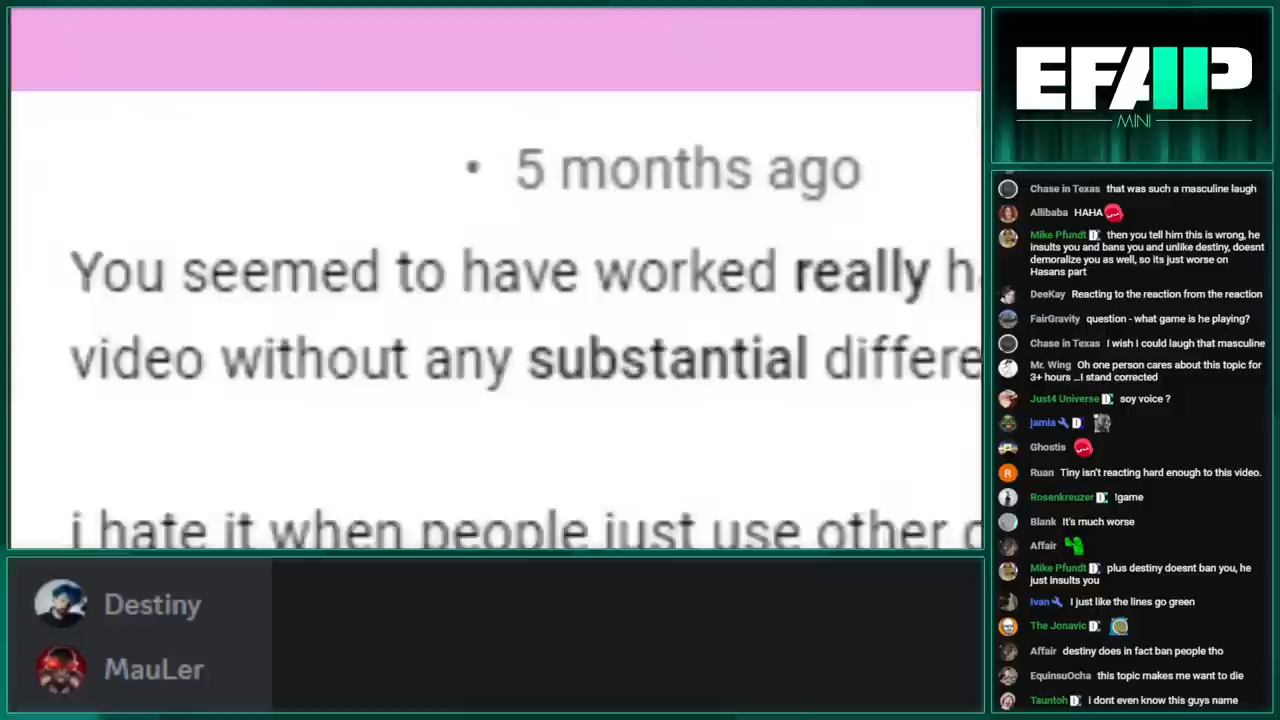 • 5 months ago
You seemed to have worked really
video without any substantial
i hate it when people just use other
Destiny
MauLer
EFAP
MINI
Chase in Texas that was such a masculine laugh
Allibaba HAHA
Mike Pfundt then you tell him this is wrong, he
insults you and bans you and unlike destiny, doesnt
demoralize you as well, so its just worse on
Hasans part
DeeKay Reacting to the reaction from the reaction
FairGravity question - what game is he playing?
Chase in Texas I wish I could laugh that masculine
Mr. Wing Oh one person cares about this topic for
3+ hours ...I stand corrected
Just4 Universe soy voice ?
jamia
Ghostis
Ruan Tiny isn't reacting hard enough to this video.
Rosenkreuzer !game
Blank It's much worse
Affair
Mike Pfundt plus destiny doesnt ban you, he
just insults you
Ivan I just like the lines go green
The Jonavic
Affair destiny does in fact ban people tho
EquinsuOcha this topic makes me want to die
Tauntoh I dont even know this guys name